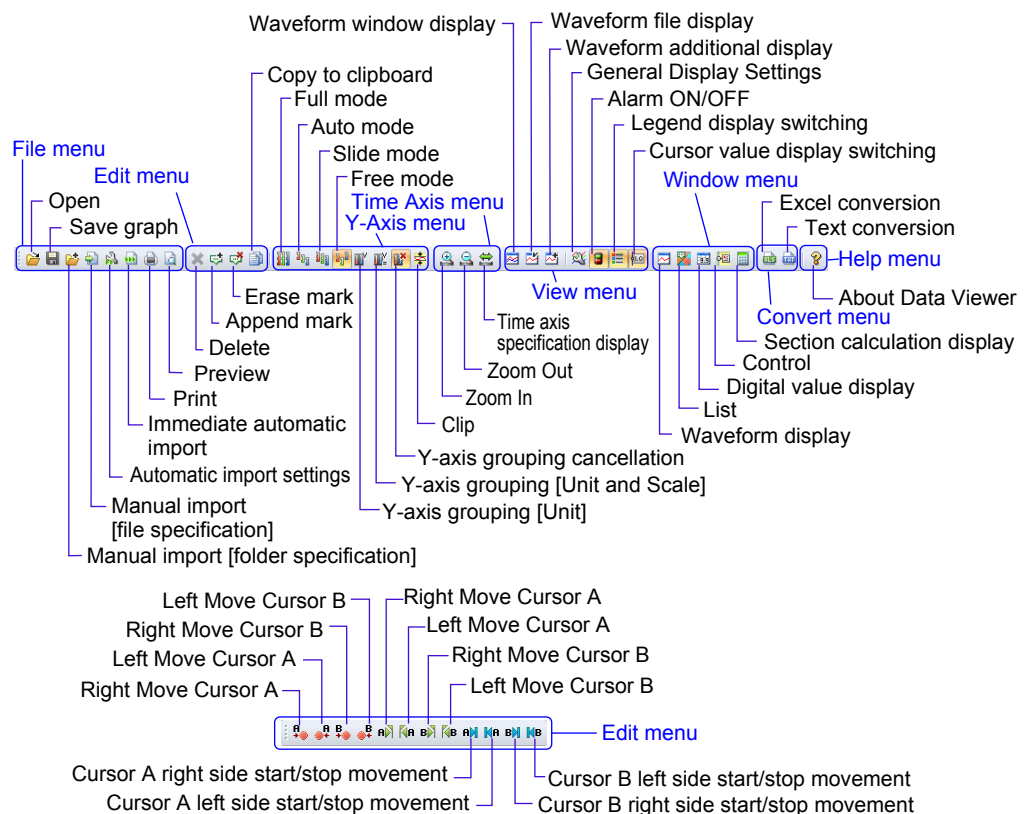 Waveform window display
Waveform file display
Waveform additional display
General Display Settings
Alarm ON/OFF
Legend display switching
Cursor value display switching
Copy to clipboard
Full mode
Auto mode
Slide mode
Free mode
File menu
Edit menu
Time Axis menu
Y-Axis menu
Window menu
Open
Save graph
Excel conversion
Text conversion
Help menu
View menu
Erase mark
Append mark
Delete
Preview
Print
Immediate automatic
import
Automatic import settings
Manual import
[file specification]
Manual import [folder specification]
Time axis
specification display
Zoom Out
Zoom In
Clip
Y-axis grouping cancellation
Y-axis grouping [Unit and Scale]
Y-axis grouping [Unit]
About Data Viewer
Convert menu
Section calculation display
Control
Digital value display
List
Waveform display
Left Move Cursor B
Right Move Cursor B
Left Move Cursor A
Right Move Cursor A
Right Move Cursor A
Left Move Cursor A
Right Move Cursor B
Left Move Cursor B
A A B B A A B B A A B B
Edit menu
Cursor A right side start/stop movement
Cursor A left side start/stop movement
Cursor B left side start/stop movement
Cursor B right side start/stop movement